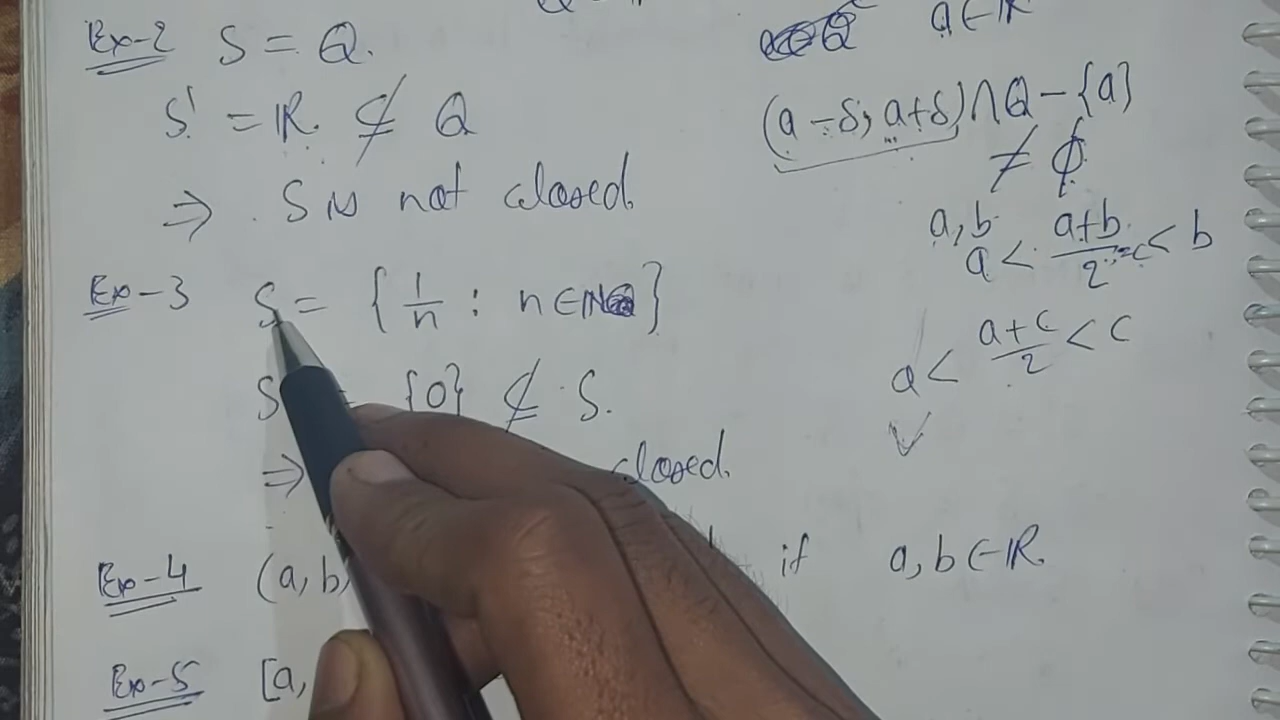 Ex-2 S = Q.
S' = ℝ. ⊄ Q
⇒ S is not closed.
a ∈ ℝ
(a-δ, a+δ) ∩ Q - {a}
≠ ϕ
a, b
a < a+b/2 = c < b
a < a+c/2 < c
Ex-3 S = { 1/n : n ∈ ℕ }
S = {0} ⊄ S.
⇒ closed.
Ex-4 (a, b if a, b ∈ ℝ.
Ex-5 [a,